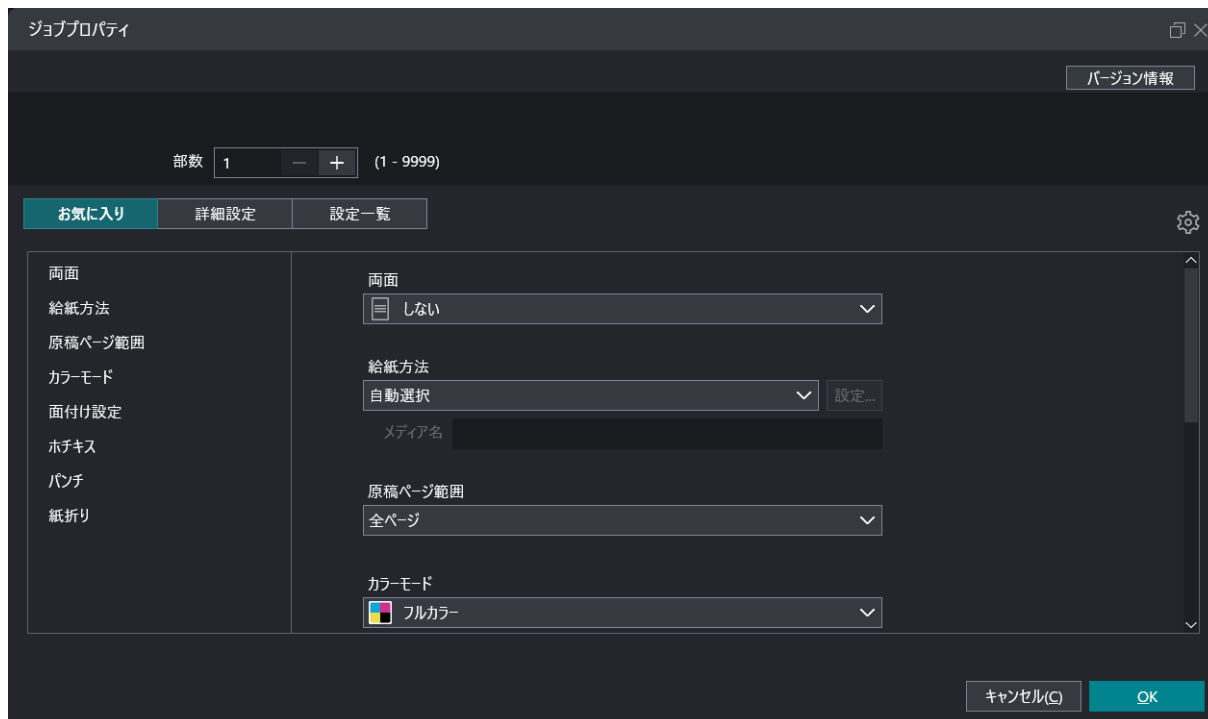 ジョブプロパティ
バージョン情報
部数 1 (1 - 9999)
お気に入り 詳細設定 設定一覧
両面
給紙方法
原稿ページ範囲
カラーモード
面付け設定
ホチキス
パンチ
紙折り
両面
しない
給紙方法
自動選択 設定...
メディア名
原稿ページ範囲
全ページ
カラーモード
フルカラー
キャンセル(C) OK